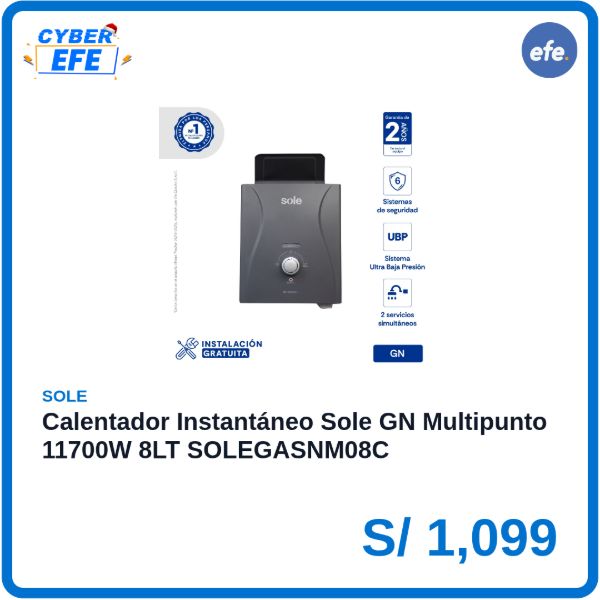 CYBER
EFE
efe.
Nº1
Garantía de
2 AÑOS
6
Sistemas
de seguridad
sole
UBP
Sistema
Ultra Baja Presión
2 servicios
simultáneos
INSTALACIÓN
GRATUITA
GN
SOLE
Calentador Instantáneo Sole GN Multipunto
11700W 8LT SOLEGASNM08C
S/ 1,099